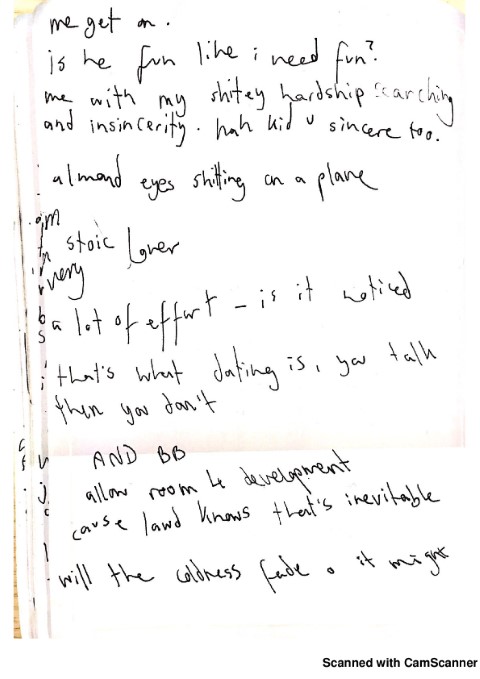 me get on.
is he fun like i need fun?
me with my shitey hardship searching
and insincerity. hah kid u sincere too.
almond eyes shitting on a plane
stoic lover
very
a lot of effort - is it noticed
that's what dating is, you talk
then you don't
AND BB
allow room 4 development
cause lawd knows that's inevitable
will the coldness fade. it might
Scanned with CamScanner